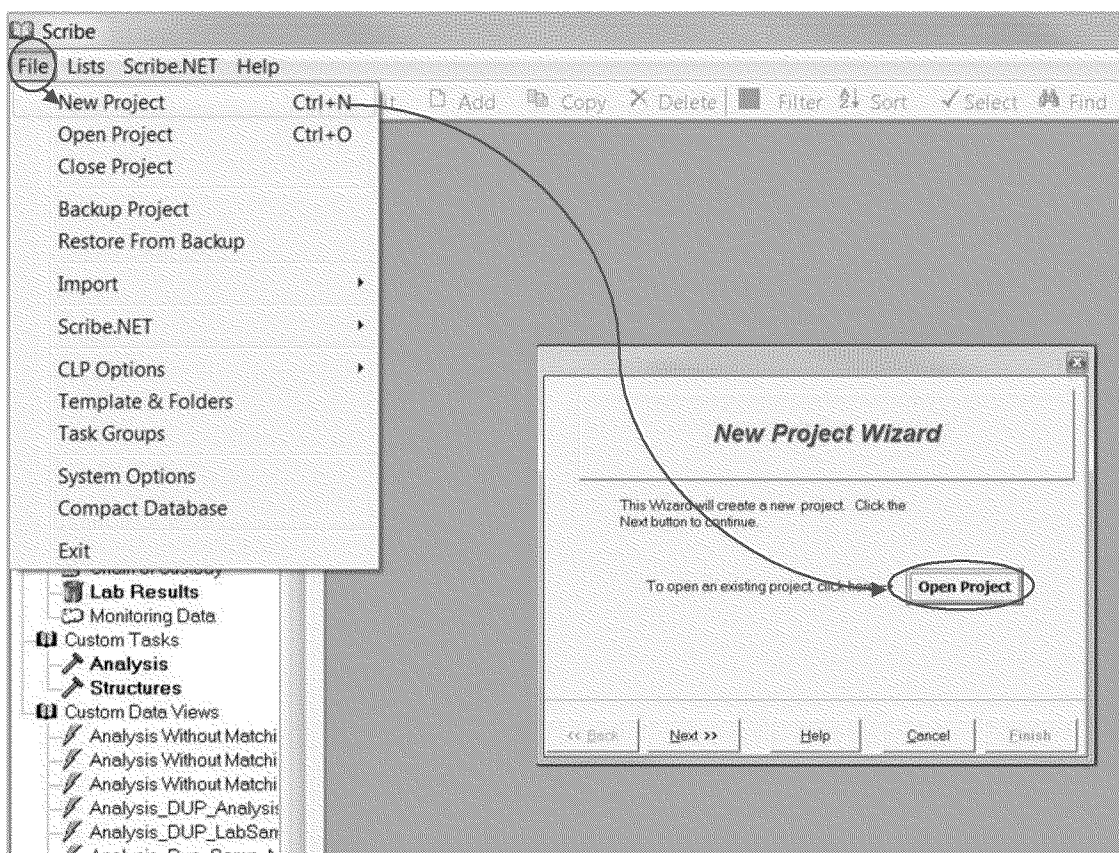 Scribe
File Lists Scribe.NET Help
New Project Ctrl+N
Open Project Ctrl+O
Close Project
Backup Project
Restore From Backup
Import
Scribe.NET
CLP Options
Template & Folders
Task Groups
System Options
Compact Database
Exit
Add Copy Delete Filter Sort Select Find
Chain of Custody
Lab Results
Monitoring Data
Custom Tasks
Analysis
Structures
Custom Data Views
Analysis Without Matchi
Analysis Without Matchi
Analysis Without Matchi
Analysis_DUP_Analysis
Analysis_DUP_LabSam
New Project Wizard
This Wizard will create a new project. Click the
Next button to continue.
To open an existing project, click here
Open Project
<< Back Next >> Help Cancel Finish